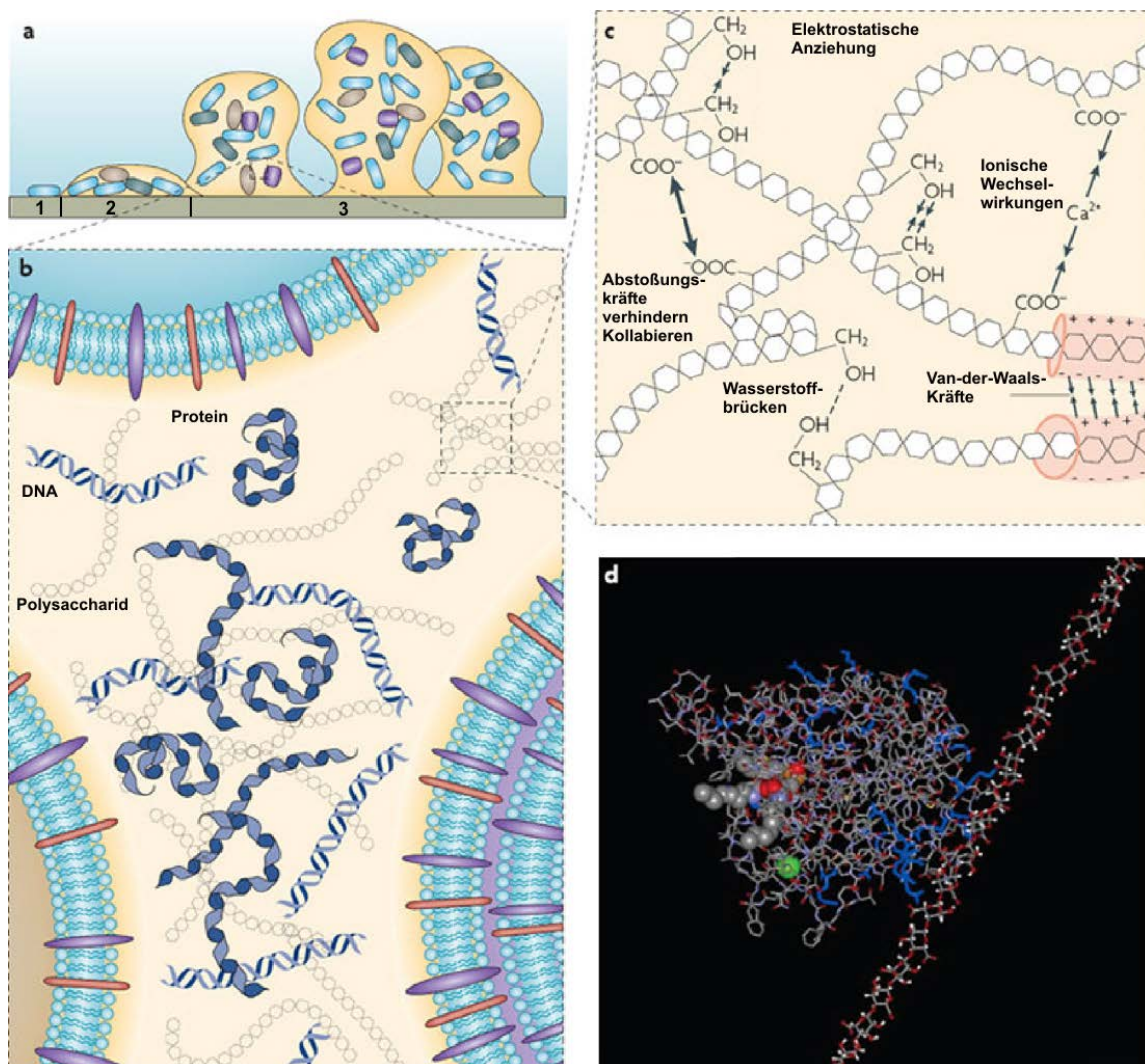 a
1
2
3
b
Protein
DNA
Polysaccharid
c
Elektrostatische
Anziehung
CH₂
OH
CH₂
OH
COO⁻
COO⁻
CH₂
OH
Ionische
Wechsel-
wirkungen
Ca²⁺
CH₂
OH
⁻OOC
COO⁻
Abstoßungs-
kräfte
verhindern
Kollabieren
+ + + +
CH₂
OH
Wasserstoff-
brücken
Van-der-Waals-
Kräfte
- - - - -
OH
CH₂
+ + + +
- - - -
d